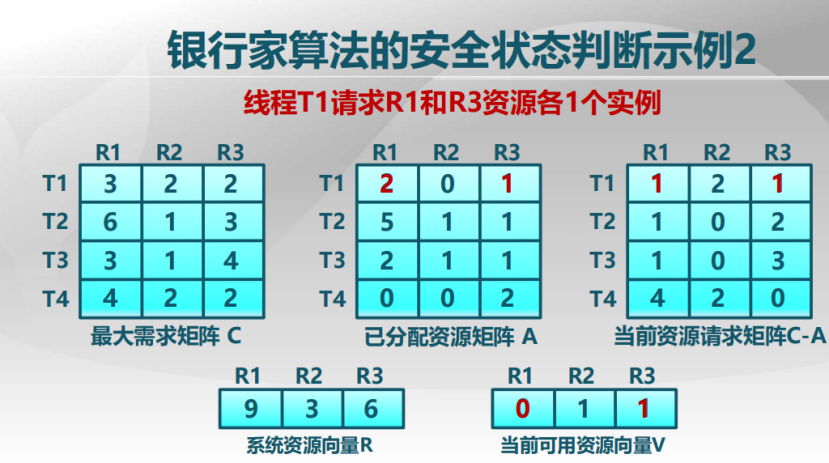 银行家算法的安全状态判断示例2
线程T1请求R1和R3资源各1个实例
R1 R2 R3
T1 3 2 2
T2 6 1 3
T3 3 1 4
T4 4 2 2
最大需求矩阵 C
R1 R2 R3
T1 2 0 1
T2 5 1 1
T3 2 1 1
T4 0 0 2
已分配资源矩阵 A
R1 R2 R3
T1 1 2 1
T2 1 0 2
T3 1 0 3
T4 4 2 0
当前资源请求矩阵C-A
R1 R2 R3
9 3 6
系统资源向量R
R1 R2 R3
0 1 1
当前可用资源向量V